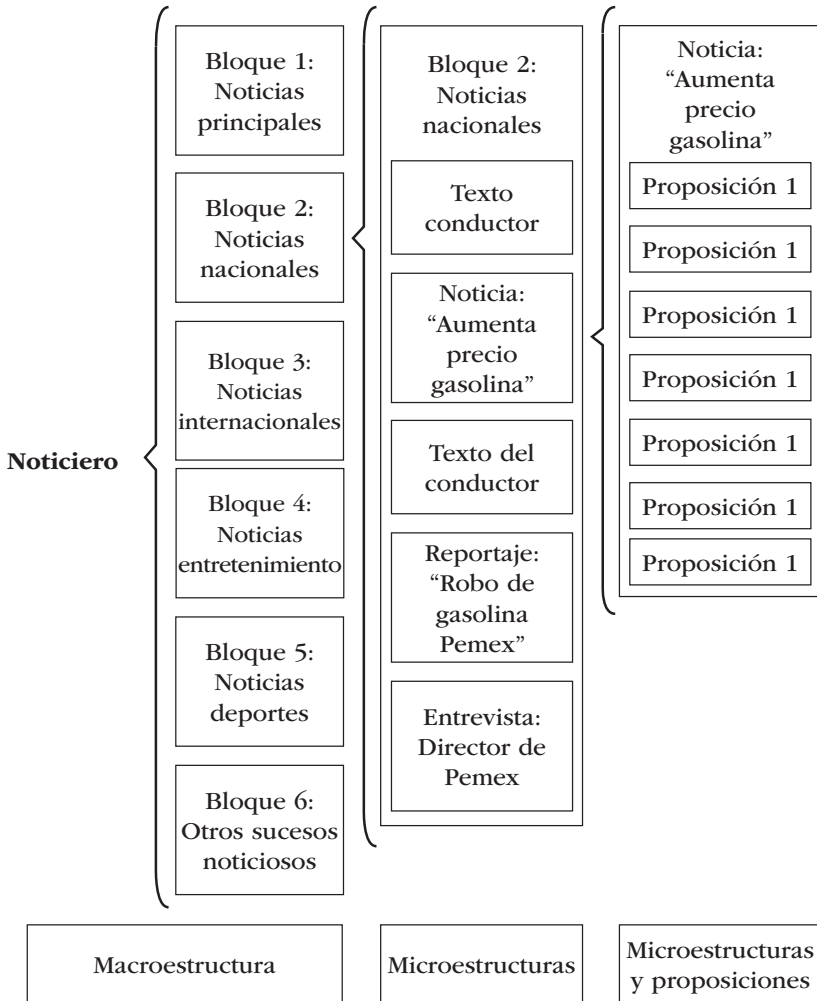 Noticiero
Bloque 1:
Noticias
principales
Bloque 2:
Noticias
nacionales
Bloque 3:
Noticias
internacionales
Bloque 4:
Noticias
entretenimiento
Bloque 5:
Noticias
deportes
Bloque 6:
Otros sucesos
noticiosos
Bloque 2:
Noticias
nacionales
Texto
conductor
Noticia:
“Aumenta
precio
gasolina”
Texto del
conductor
Reportaje:
“Robo de
gasolina
Pemex”
Entrevista:
Director de
Pemex
Noticia:
“Aumenta
precio
gasolina”
Proposición 1
Proposición 1
Proposición 1
Proposición 1
Proposición 1
Proposición 1
Proposición 1
Macroestructura
Microestructuras
Microestructuras
y proposiciones